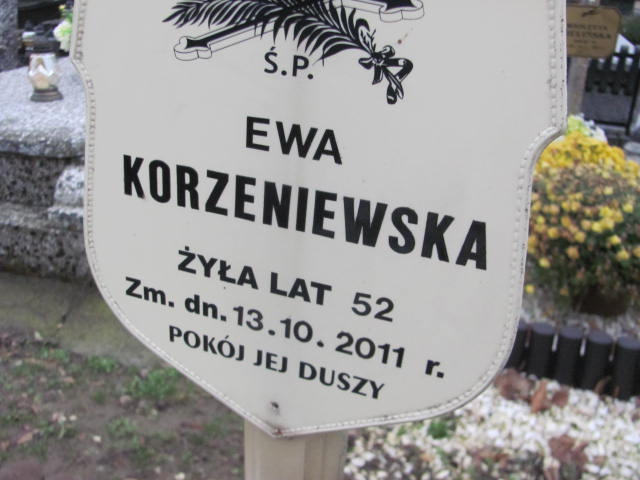 Ś.P.
EWA
KORZENIEWSKA
ŻYŁA LAT 52
Zm. dn. 13.10. 2011 r.
POKÓJ JEJ DUSZY